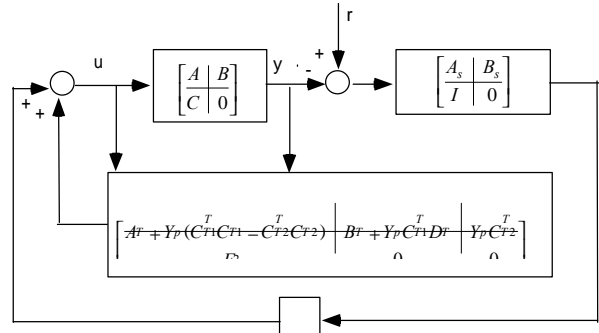 r
u
y
+
-
[A | B
C | 0]
[A_s | B_s
I | 0]
+
+
[A_T + Y_P(C_{T1}^T C_{T1} - C_{T2}^T C_{T2}) | B_T + Y_P C_{T1}^T D_T | Y_P C_{T2}^T]
0
0